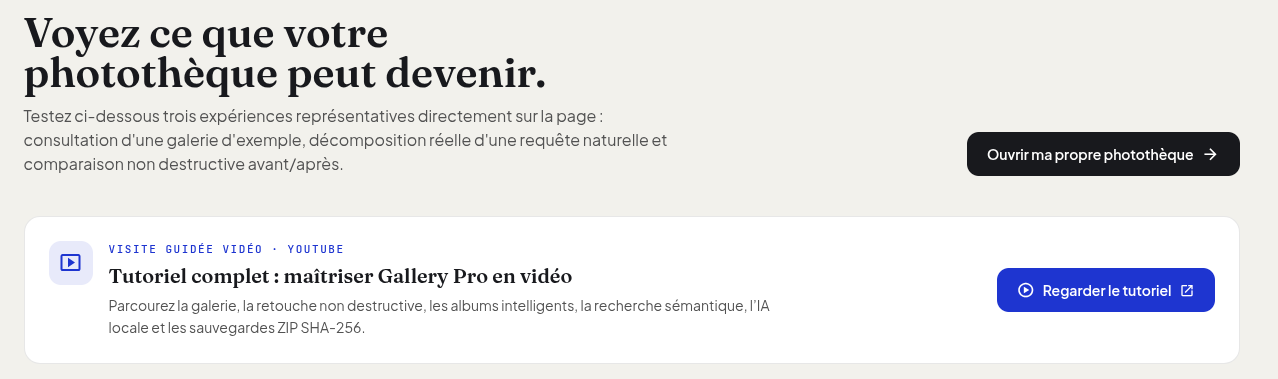 Voyez ce que votre
photothèque peut devenir.
Testez ci-dessous trois expériences représentatives directement sur la page :
consultation d'une galerie d'exemple, décomposition réelle d'une requête naturelle et
comparaison non destructive avant/après.
Ouvrir ma propre photothèque
VISITE GUIDÉE VIDÉO · YOUTUBE
Tutoriel complet : maîtriser Gallery Pro en vidéo
Parcourez la galerie, la retouche non destructive, les albums intelligents, la recherche sémantique, l’IA
locale et les sauvegardes ZIP SHA-256.
Regarder le tutoriel